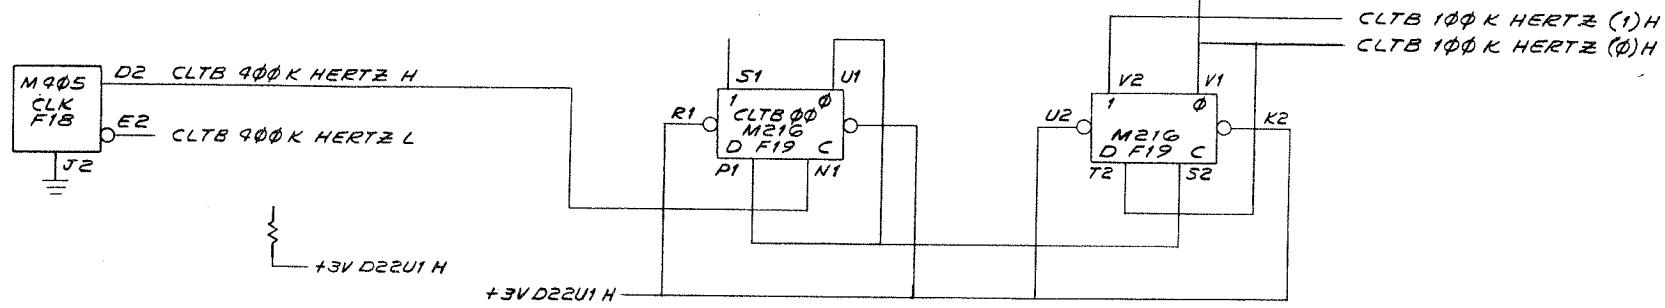 CLTB 1ØØ K HERTZ (1) H
CLTB 1ØØ K HERTZ (Ø) H
M405
CLK
F18
D2 CLTB 4ØØ K HERTZ H
E2 CLTB 4ØØ K HERTZ L
J2
S1 U1
1 Ø
R1
CLTB ØØ
M216
D F19 C
P1 N1
V2 V1
1 Ø
U2 K2
M216
D F19 C
T2 S2
+3V D22U1 H
+3V D22U1 H